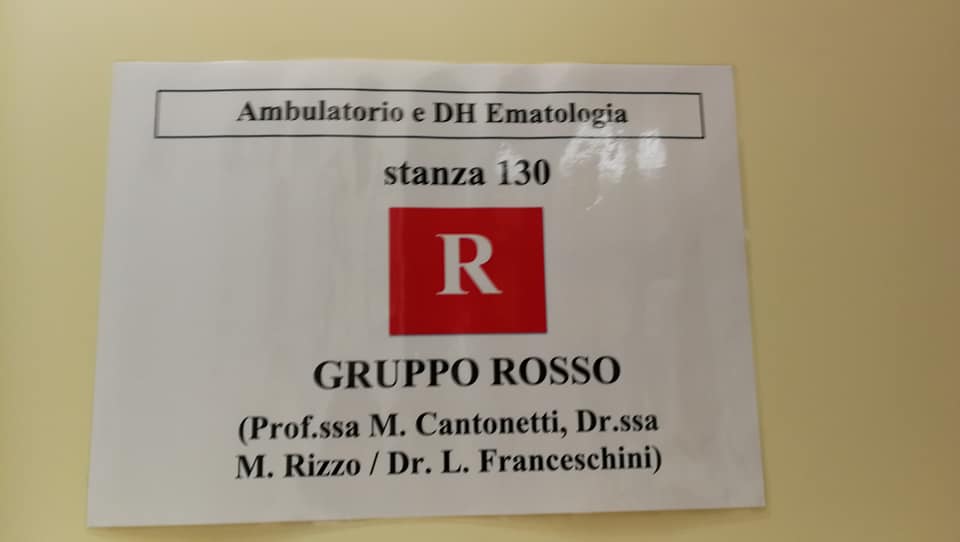 Ambulatorio e DH Ematologia
stanza 130
R
GRUPPO ROSSO
(Prof.ssa M. Cantonetti, Dr.ssa
M. Rizzo / Dr. L. Franceschini)